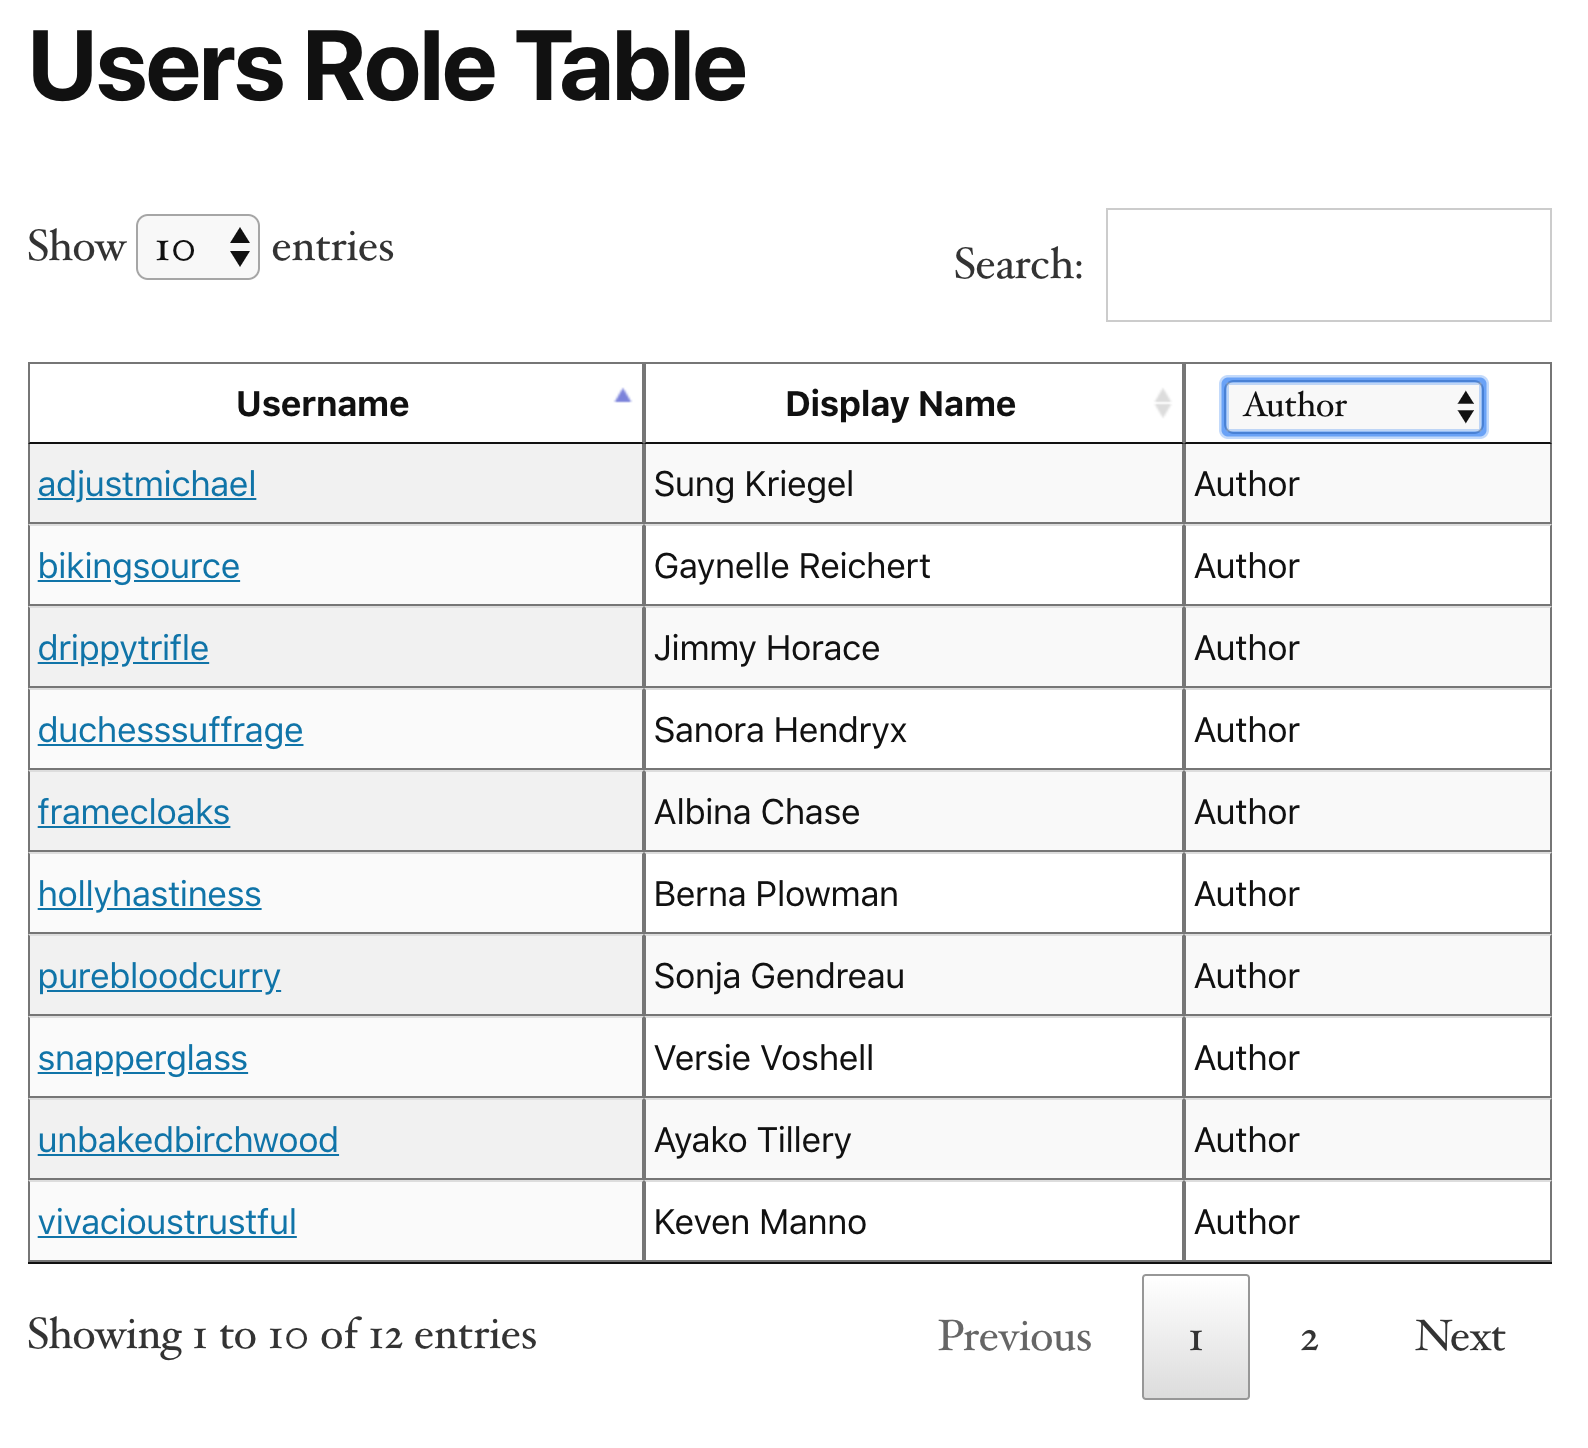 Users Role Table
Show 10 entries
Search:
Username Display Name Author
adjustmichael Sung Kriegel Author
bikingsource Gaynelle Reichert Author
drippytrifle Jimmy Horace Author
duchesssuffrage Sanora Hendryx Author
framecloaks Albina Chase Author
hollyhastiness Berna Plowman Author
purebloodcurry Sonja Gendreau Author
snapperglass Versie Voshell Author
unbakedbirchwood Ayako Tillery Author
vivacioustrustful Keven Manno Author
Showing 1 to 10 of 12 entries
Previous 1 2 Next